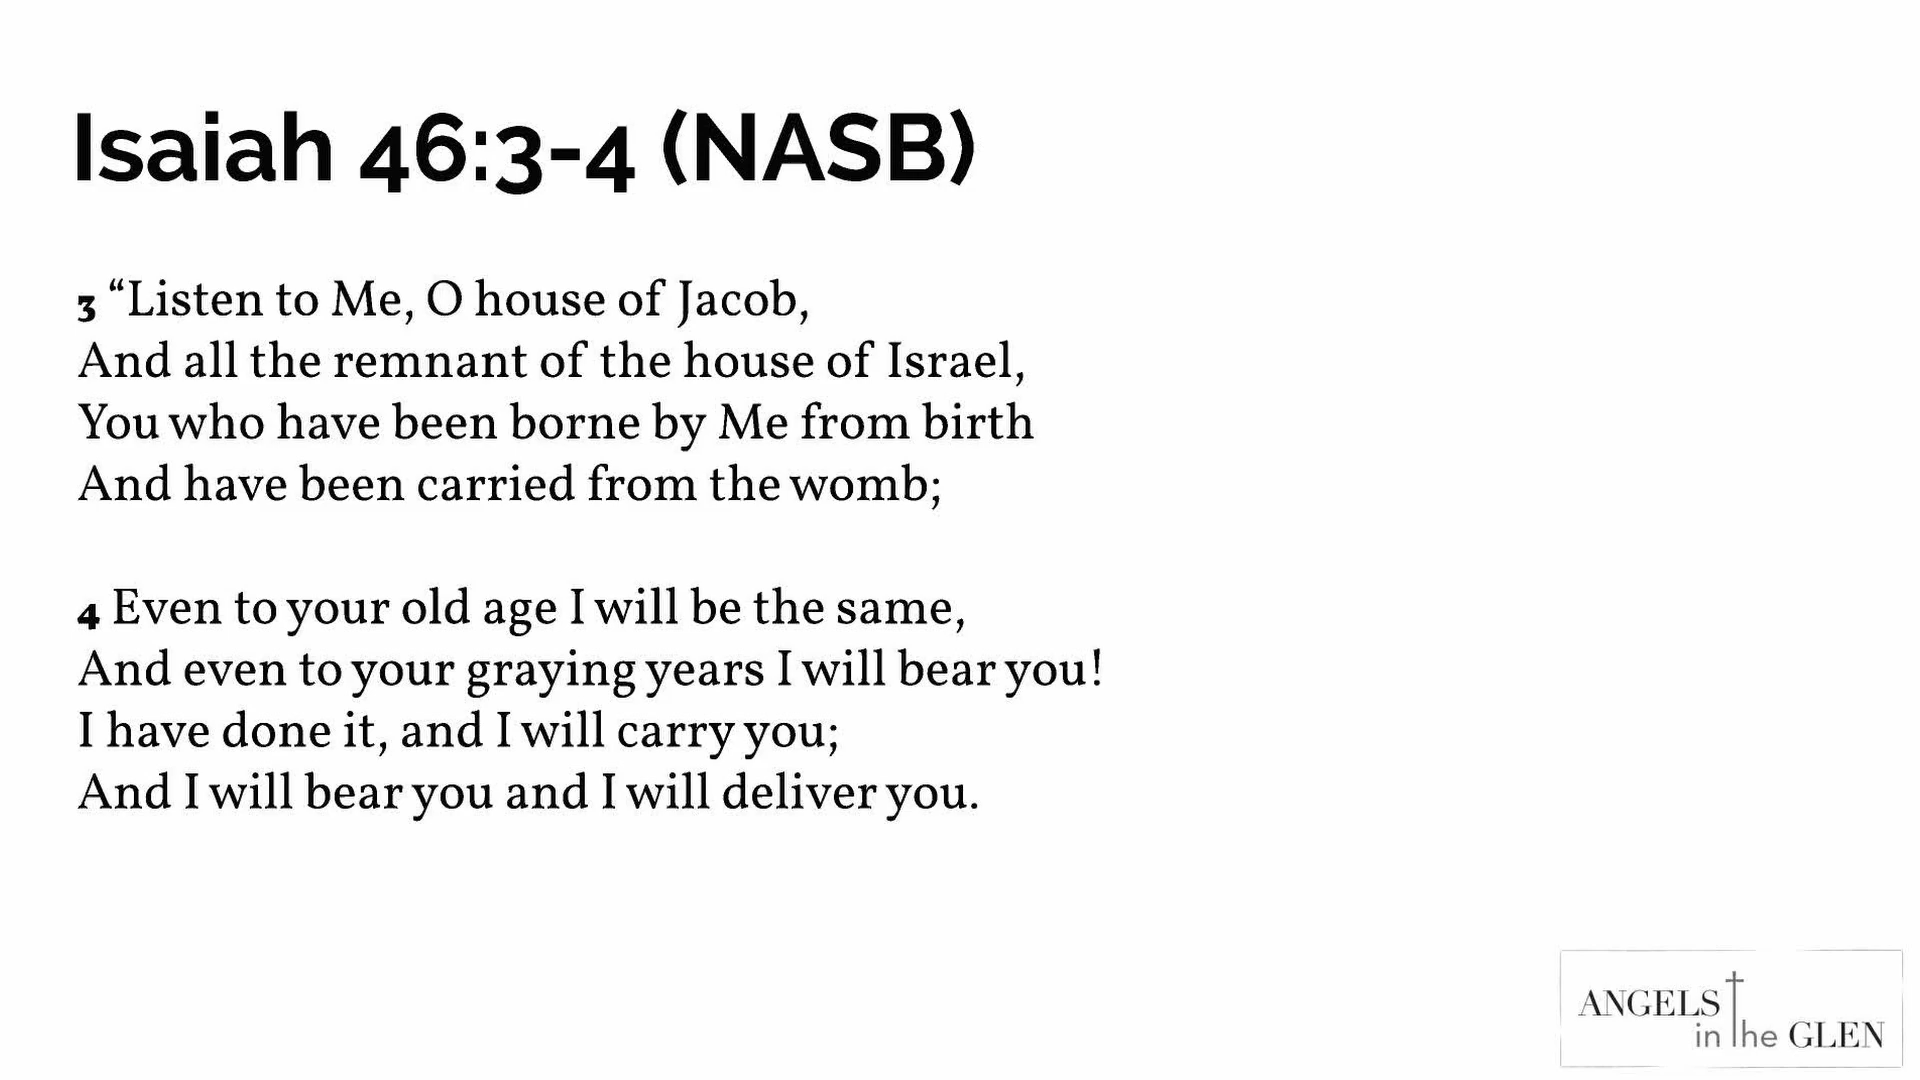 Isaiah 46:3-4 (NASB)
3 “Listen to Me, O house of Jacob,
And all the remnant of the house of Israel,
You who have been borne by Me from birth
And have been carried from the womb;
4 Even to your old age I will be the same,
And even to your graying years I will bear you!
I have done it, and I will carry you;
And I will bear you and I will deliver you.
ANGELS
in the GLEN